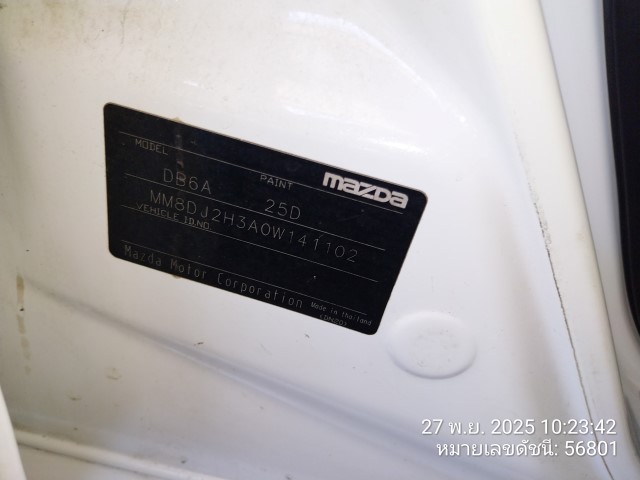 MODEL
DB6A
PAINT
25D
mazda
MM8DJ2H3A0W141102
VEHICLE ID.NO.
Mazda Motor Corporation
Made in Thailand
27 พ.ย. 2025 10:23:42
หมายเลขดัชนี: 56801